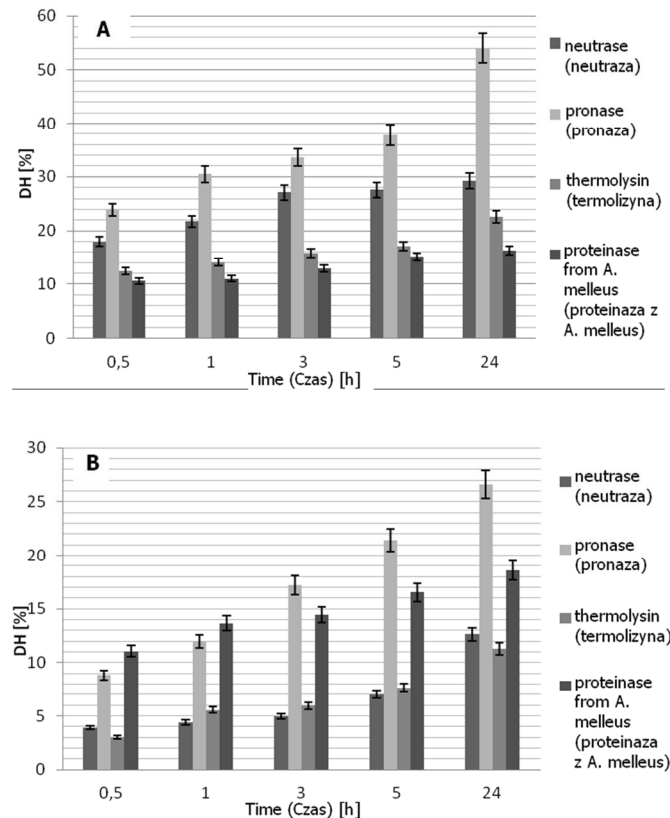 A
60
50
40
30
20
10
0
DH [%]
0,5 1 3 5 24
Time (Czas) [h]
neutrase
(neutraza)
pronase
(pronaza)
thermolysin
(termolizyna)
proteinase
from A.
melleus
(proteinaza z
A. melleus)
B
30
25
20
15
10
5
0
DH [%]
0,5 1 3 5 24
Time (Czas) [h]
neutrase
(neutraza)
pronase
(pronaza)
thermolysin
(termolizyna)
proteinase
from A.
melleus
(proteinaza
z A. melleus)